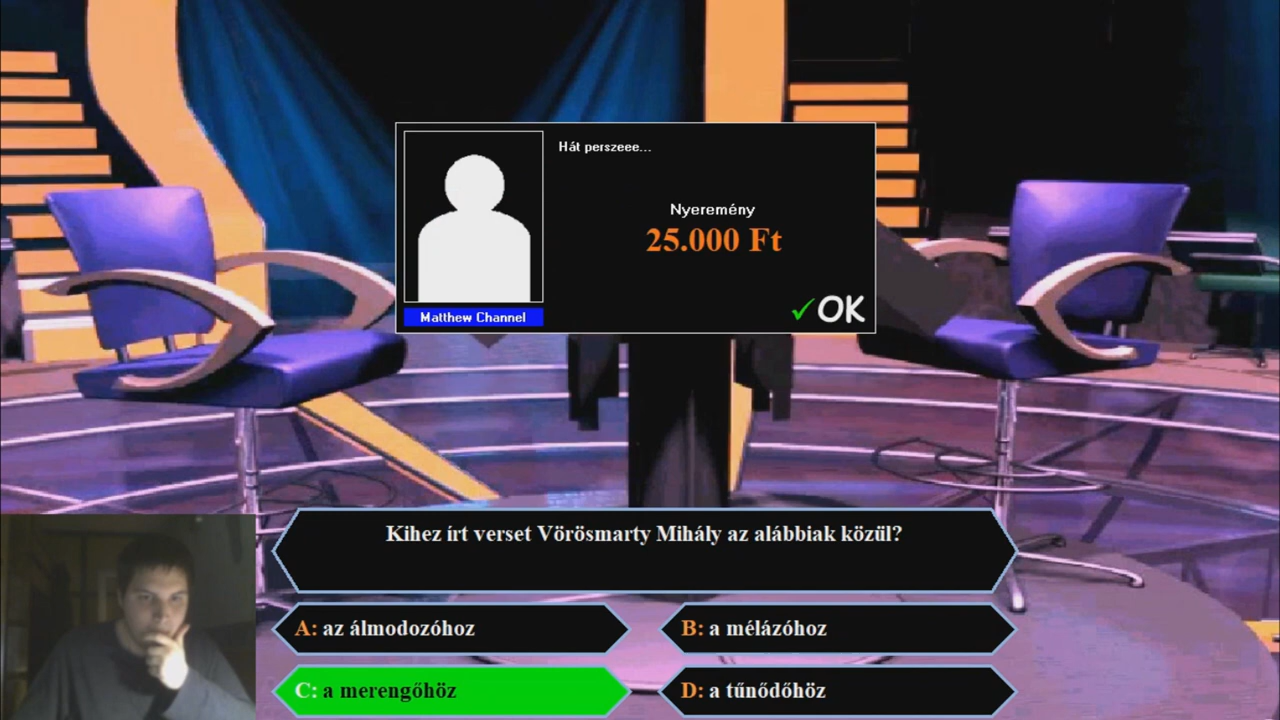 Hát perszeee...
Nyeremény
25.000 Ft
OK
Matthew Channel
Kihez írt verset Vörösmarty Mihály az alábbiak közül?
A: az álmodozóhoz
B: a mélázóhoz
C: a merengőhöz
D: a tűnődőhöz